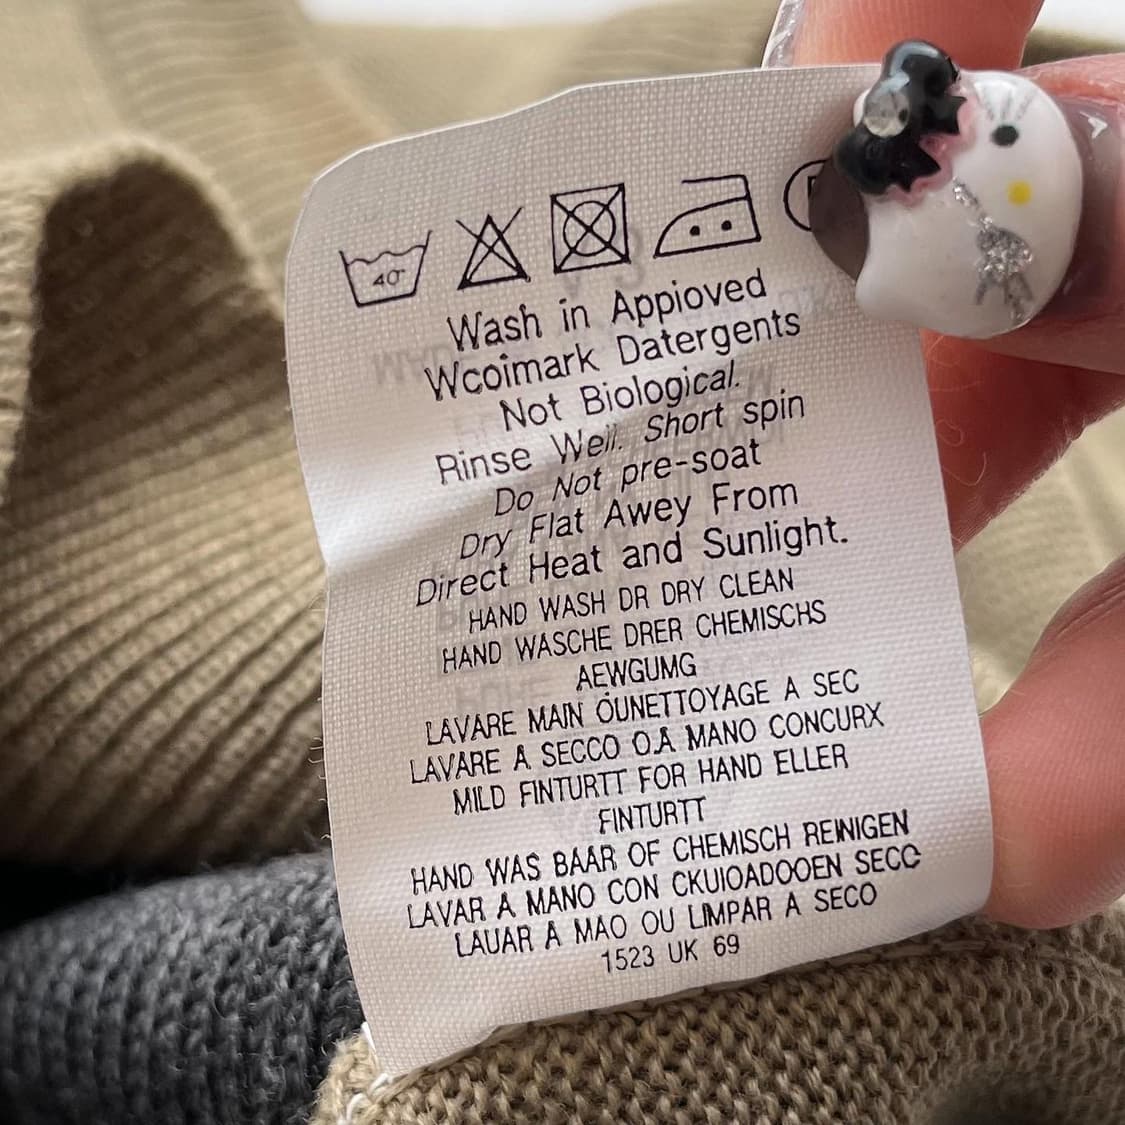 40°
Wash in Appioved
Wcoimark Datergents
Not Biological.
Rinse Weil. Short spin
Do Not pre-soat
Dry Flat Awey From
Direct Heat and Sunlight.
HAND WASH DR DRY CLEAN
HAND WASCHE DRER CHEMISCHS
AEWGUMG
LAVARE MAIN ÖUNETTOYAGE A SEC
LAVARE A SECCO O.A MANO CONCURX
MILD FINTURTT FOR HAND ELLER
FINTURTT
HAND WAS BAAR OF CHEMISCH REINIGEN
LAVAR A MANO CON CKUIOADOOEN SECC
LAUAR A MAO OU LIMPAR A SECO
1523 UK 69